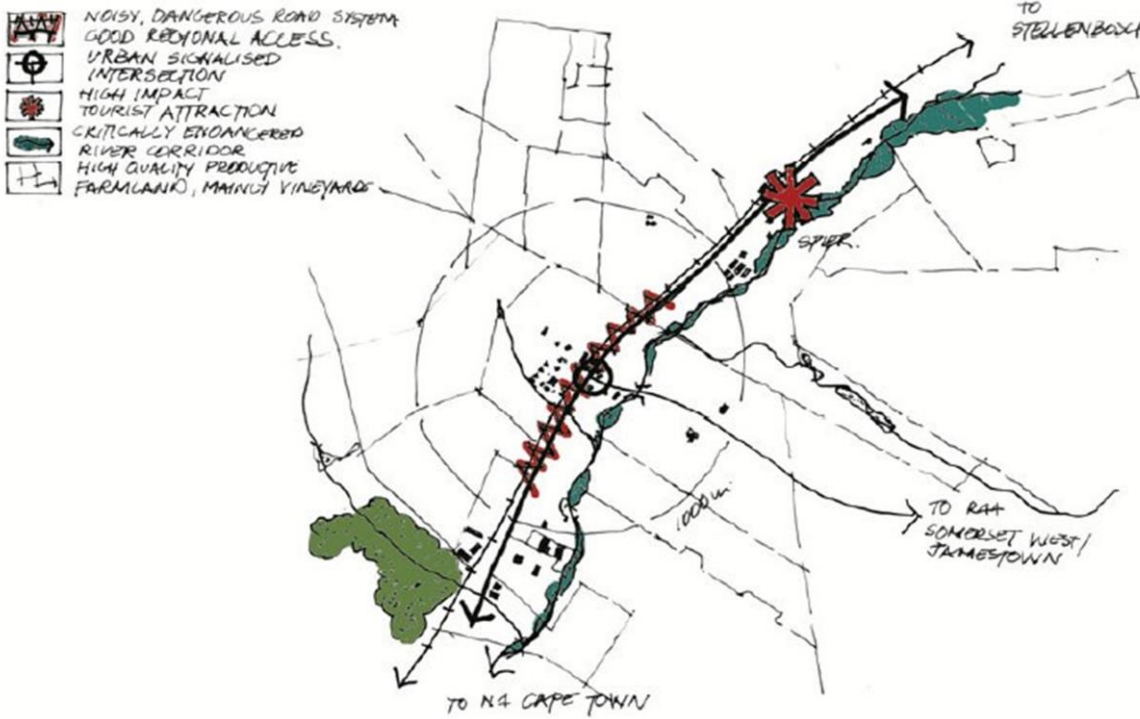 NOISY, DANGEROUS ROAD SYSTEM
GOOD REGIONAL ACCESS.
URBAN SIGNALISED
INTERSECTION
HIGH IMPACT
TOURIST ATTRACTION
CRITICALLY ENDANGERED
RIVER CORRIDOR
HIGH QUALITY PRODUCTIVE
FARMLAND, MAINLY VINEYARDS
TO
STELLENBOSCH
SPIER.
1000m
TO R44
SOMERSET WEST/
JAMESTOWN
TO N1 CAPE TOWN